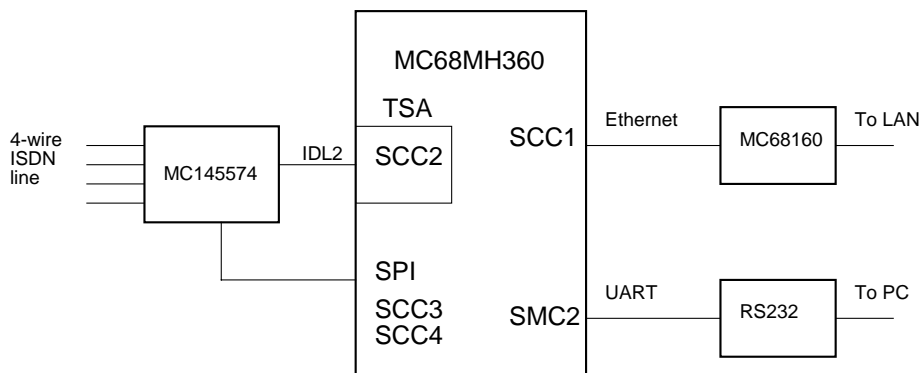 MC68MH360
TSA
4-wire
ISDN
line
MC145574
IDL2
SCC2
SCC1
Ethernet
MC68160
To LAN
SPI
SCC3
SCC4
SMC2
UART
RS232
To PC